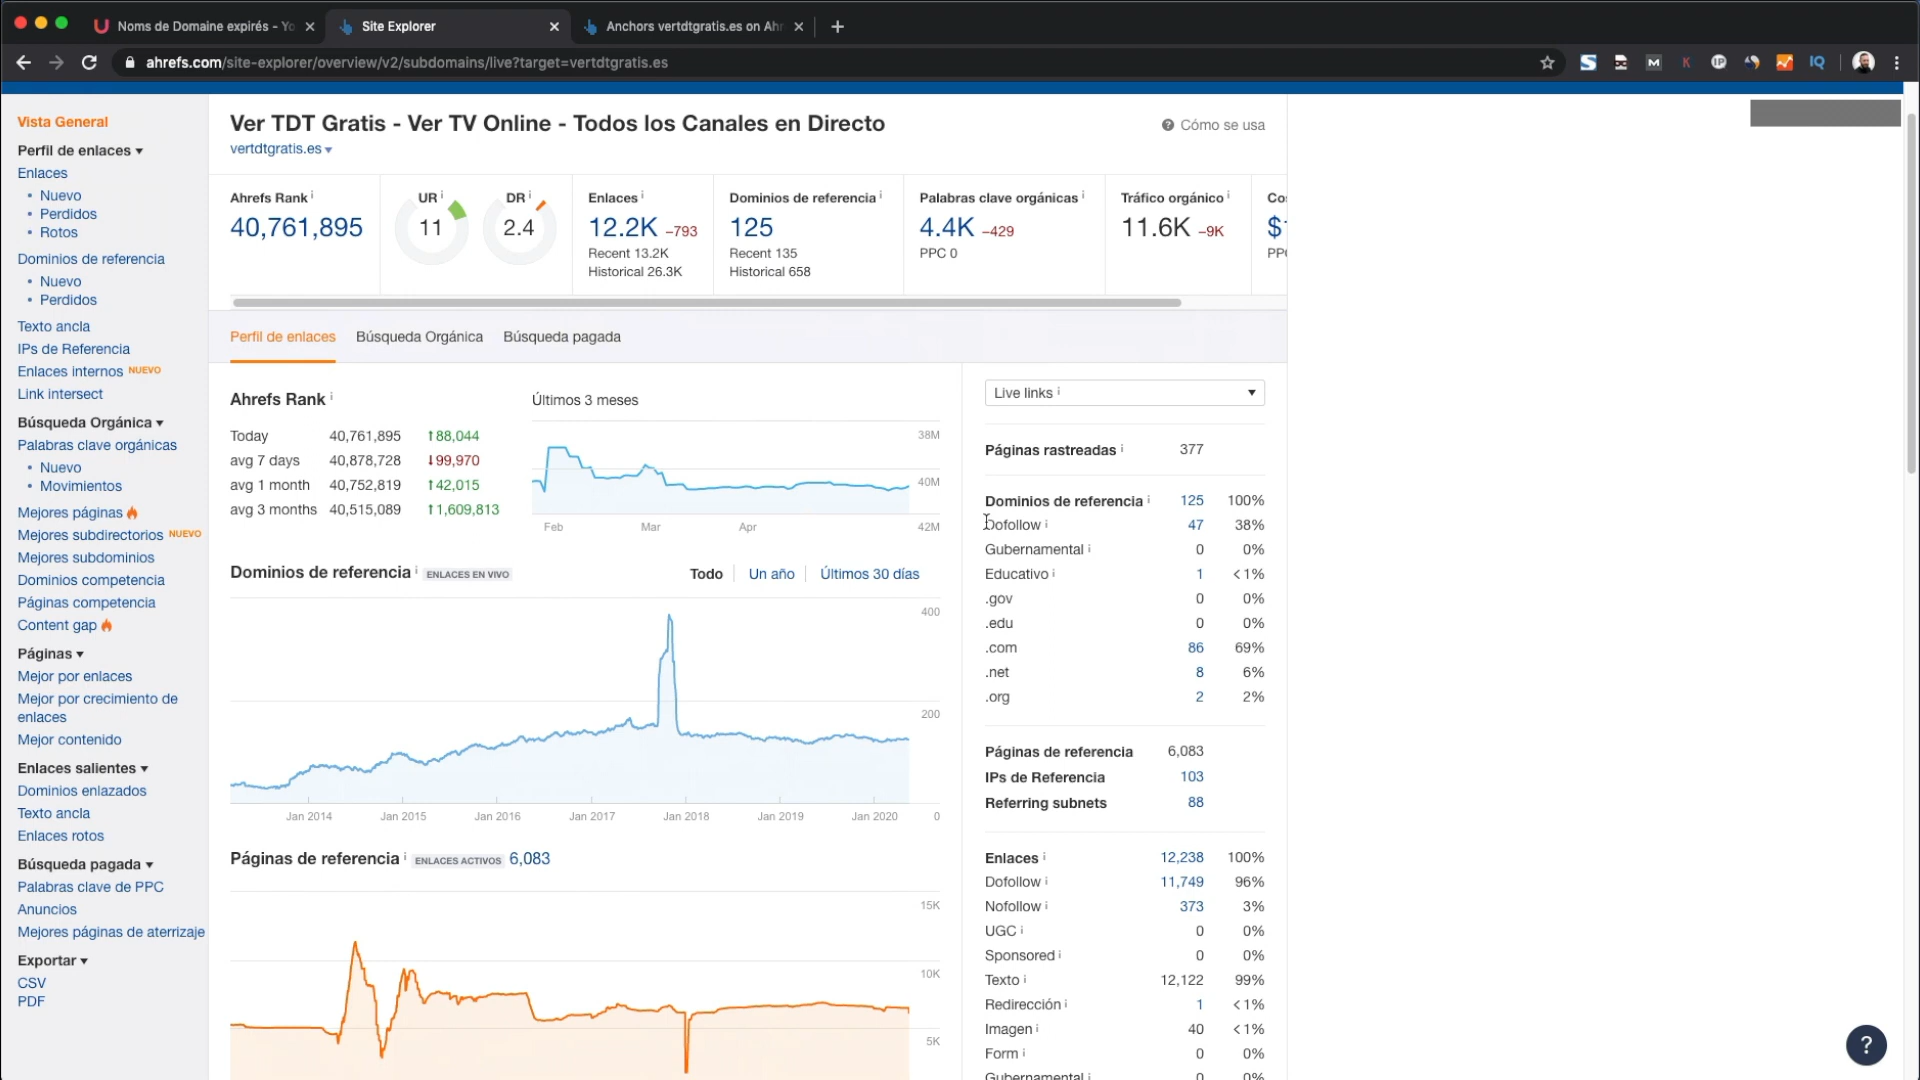 Noms de Domaine expirés - Yo
Site Explorer
Anchors vertdtgratis.es on Ahr
ahrefs.com/site-explorer/overview/v2/subdomains/live?target=vertdtgratis.es
Vista General
Perfil de enlaces
Enlaces
Nuevo
Perdidos
Rotos
Dominios de referencia
Nuevo
Perdidos
Texto ancla
IPs de Referencia
Enlaces internos NUEVO
Link intersect
Búsqueda Orgánica
Palabras clave orgánicas
Nuevo
Movimientos
Mejores páginas
Mejores subdirectorios NUEVO
Mejores subdominios
Dominios competencia
Páginas competencia
Content gap
Páginas
Mejor por enlaces
Mejor por crecimiento de
enlaces
Mejor contenido
Enlaces salientes
Dominios enlazados
Texto ancla
Enlaces rotos
Búsqueda pagada
Palabras clave de PPC
Anuncios
Mejores páginas de aterrizaje
Exportar
CSV
PDF
Ver TDT Gratis - Ver TV Online - Todos los Canales en Directo
Cómo se usa
vertdtgratis.es
Ahrefs Rank
40,761,895
UR
11
DR
2.4
Enlaces
12.2K -793
Recent 13.2K
Historical 26.3K
Dominios de referencia
125
Recent 135
Historical 658
Palabras clave orgánicas
4.4K -429
PPC 0
Tráfico orgánico
11.6K -9K
Perfil de enlaces Búsqueda Orgánica Búsqueda pagada
Ahrefs Rank
Today 40,761,895 ↑88,044
avg 7 days 40,878,728 ↓99,970
avg 1 month 40,752,819 ↑42,015
avg 3 months 40,515,089 ↑1,609,813
Últimos 3 meses
38M
40M
42M
Feb Mar Apr
Dominios de referencia ENLACES EN VIVO
Todo Un año Últimos 30 días
400
200
0
Jan 2014 Jan 2015 Jan 2016 Jan 2017 Jan 2018 Jan 2019 Jan 2020
Páginas de referencia ENLACES ACTIVOS 6,083
15K
10K
5K
Live links
Páginas rastreadas 377
Dominios de referencia 125 100%
Dofollow 47 38%
Gubernamental 0 0%
Educativo 1 <1%
.gov 0 0%
.edu 0 0%
.com 86 69%
.net 8 6%
.org 2 2%
Páginas de referencia 6,083
IPs de Referencia 103
Referring subnets 88
Enlaces 12,238 100%
Dofollow 11,749 96%
Nofollow 373 3%
UGC 0 0%
Sponsored 0 0%
Texto 12,122 99%
Redirección 1 <1%
Imagen 40 <1%
Form 0 0%
Gubernamental 0 0%
?